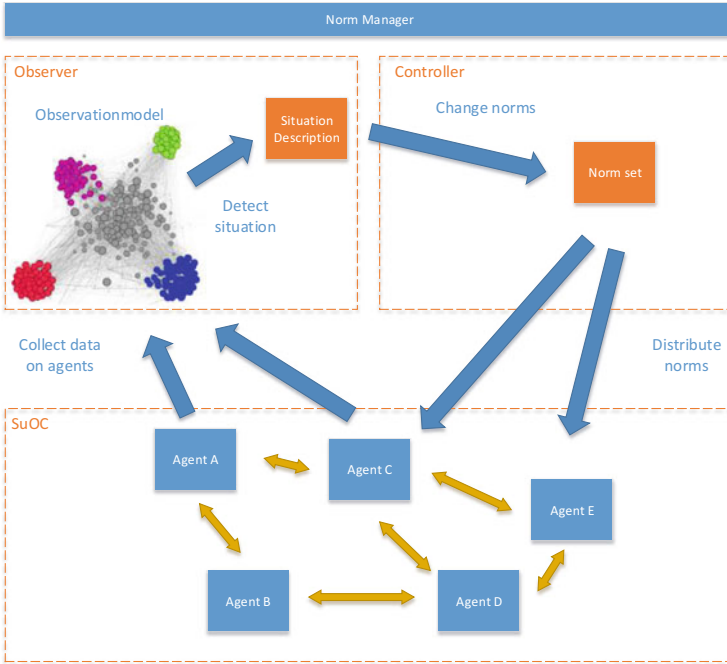 Norm Manager
Observer
Controller
Observationmodel
Situation
Description
Change norms
Norm set
Detect
situation
Collect data
on agents
Distribute
norms
SuOC
Agent A
Agent C
Agent E
Agent B
Agent D